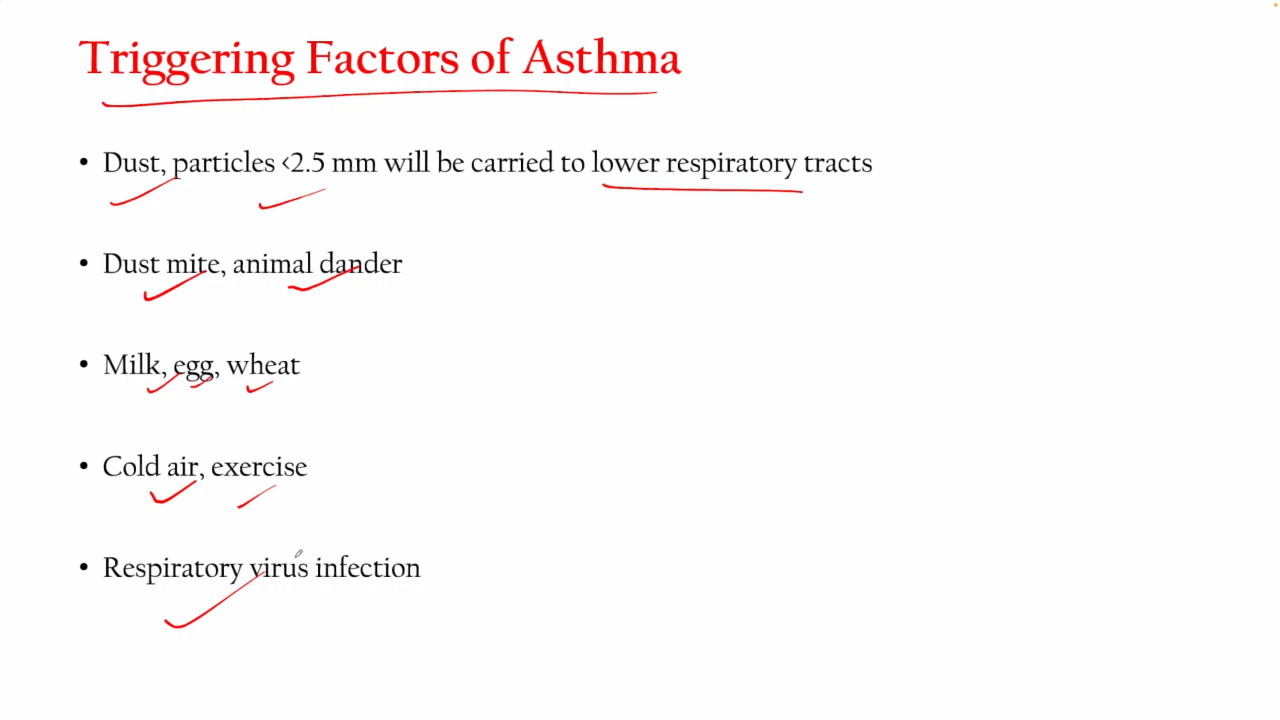 Triggering Factors of Asthma
• Dust, particles <2.5 mm will be carried to lower respiratory tracts
• Dust mite, animal dander
• Milk, egg, wheat
• Cold air, exercise
• Respiratory virus infection